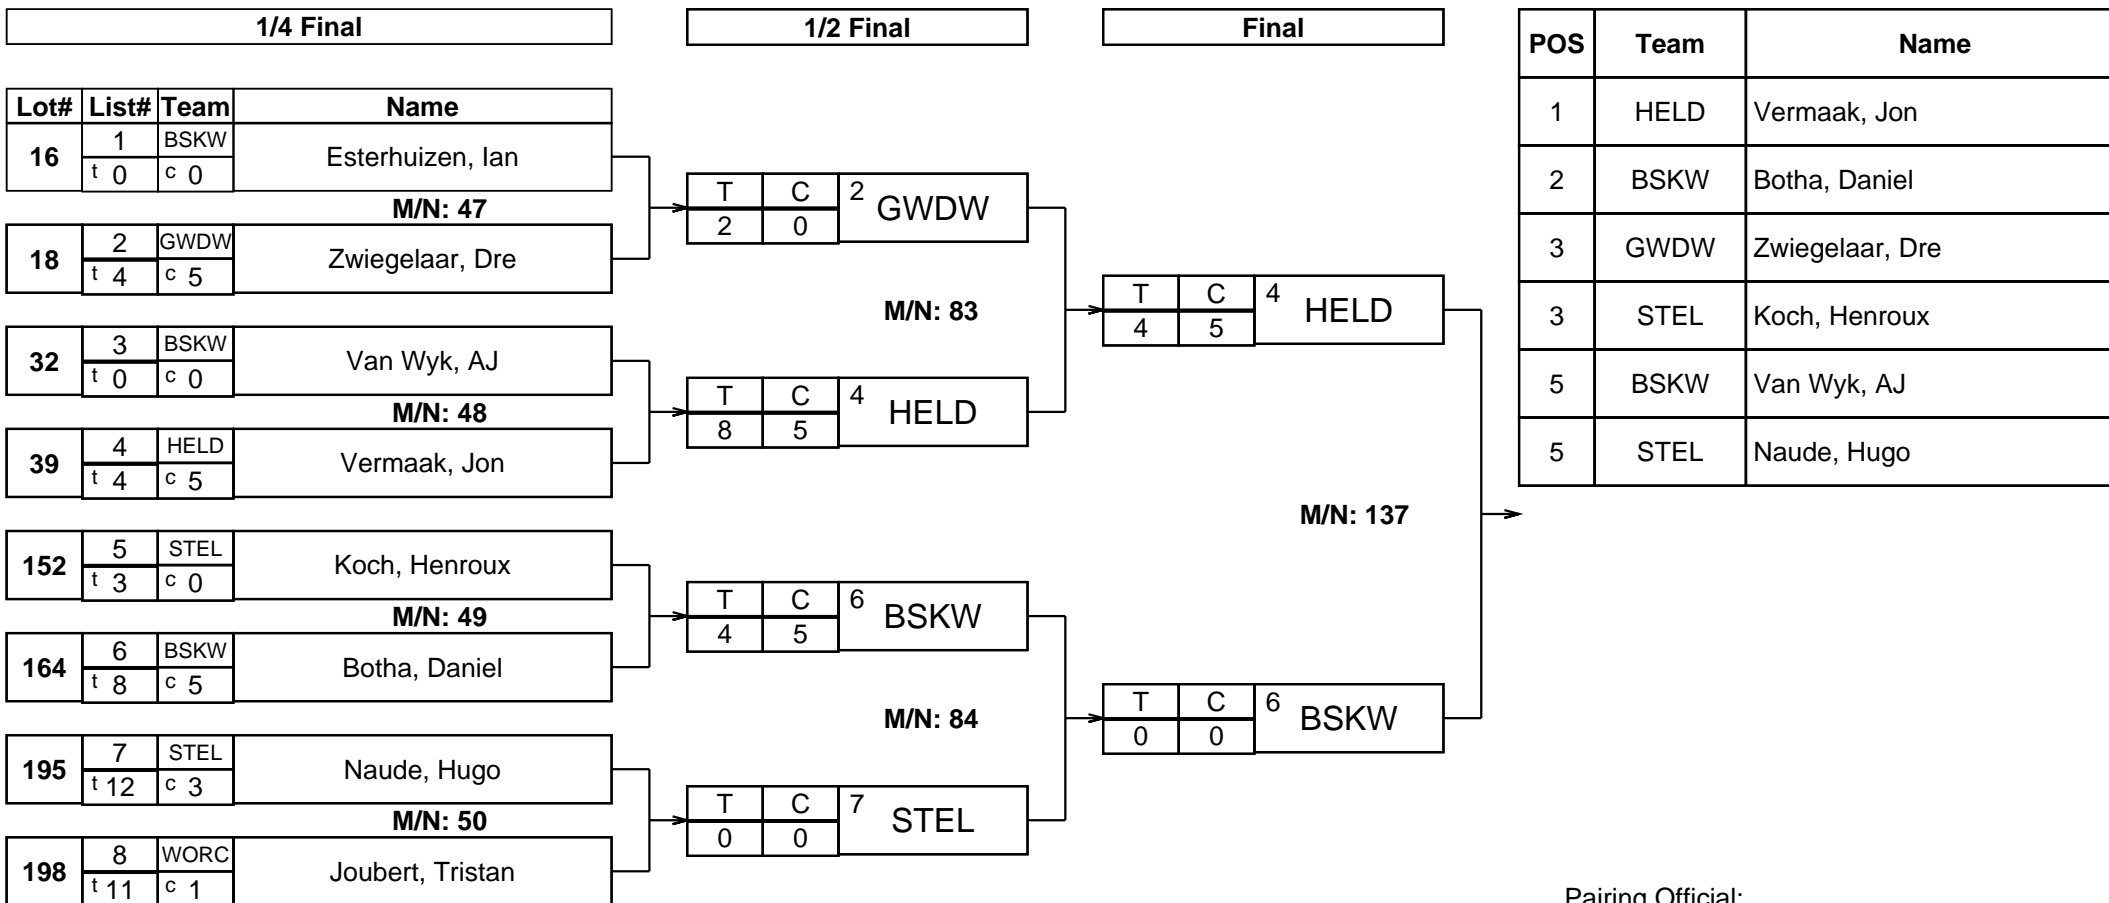 1/4 Final 1/2 Final Final
POS Team Name
1 HELD Vermaak, Jon
2 BSKW Botha, Daniel
3 GWDW Zwiegelaar, Dre
3 STEL Koch, Henroux
5 BSKW Van Wyk, AJ
5 STEL Naude, Hugo
Lot# List# Team Name
16 1 BSKW Esterhuizen, Ian
t 0 c 0
M/N: 47
18 2 GWDW Zwiegelaar, Dre
t 4 c 5
32 3 BSKW Van Wyk, AJ
t 0 c 0
M/N: 48
39 4 HELD Vermaak, Jon
t 4 c 5
152 5 STEL Koch, Henroux
t 3 c 0
M/N: 49
164 6 BSKW Botha, Daniel
t 8 c 5
195 7 STEL Naude, Hugo
t 12 c 3
M/N: 50
198 8 WORC Joubert, Tristan
t 11 c 1
T C 2 GWDW
2 0
M/N: 83
T C 4 HELD
8 5
T C 6 BSKW
4 5
M/N: 84
T C 7 STEL
0 0
T C 4 HELD
4 5
M/N: 137
T C 6 BSKW
0 0
Pairing Official: